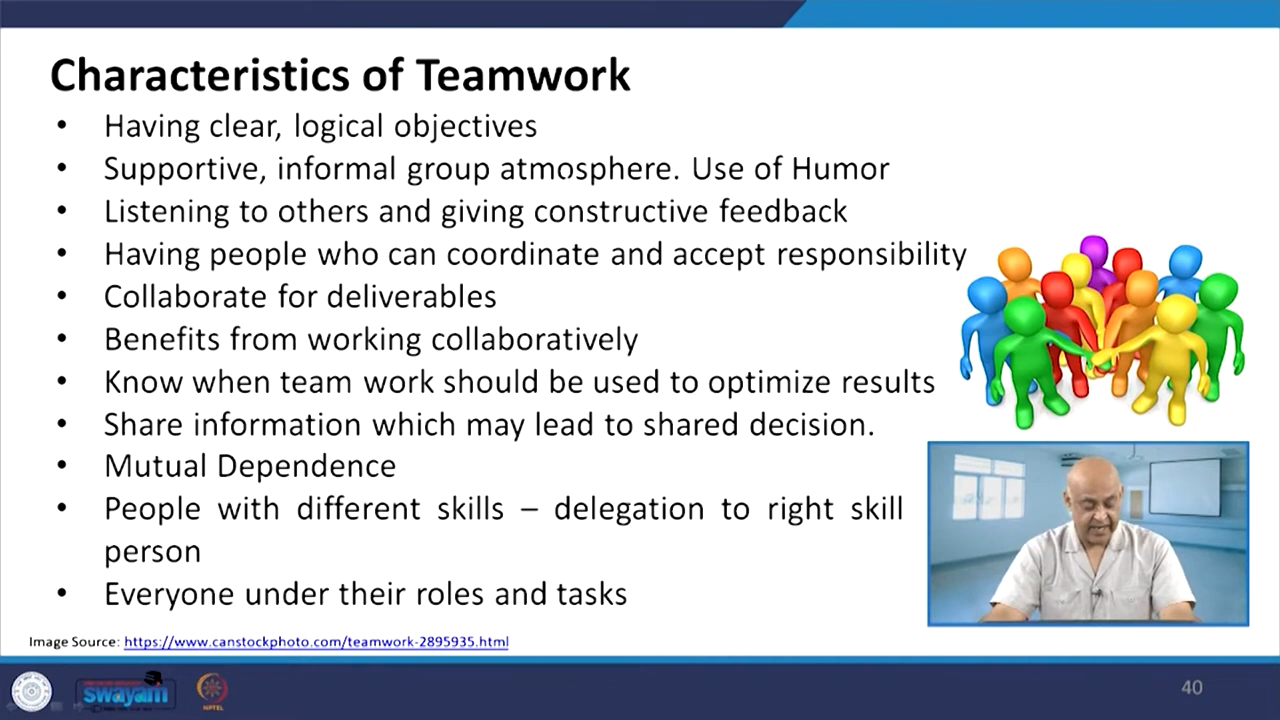 Characteristics of Teamwork
• Having clear, logical objectives
• Supportive, informal group atmosphere. Use of Humor
• Listening to others and giving constructive feedback
• Having people who can coordinate and accept responsibility
• Collaborate for deliverables
• Benefits from working collaboratively
• Know when team work should be used to optimize results
• Share information which may lead to shared decision.
• Mutual Dependence
• People with different skills – delegation to right skill
person
• Everyone under their roles and tasks
Image Source: https://www.canstockphoto.com/teamwork-2895935.html
swayam
NPTEL
40